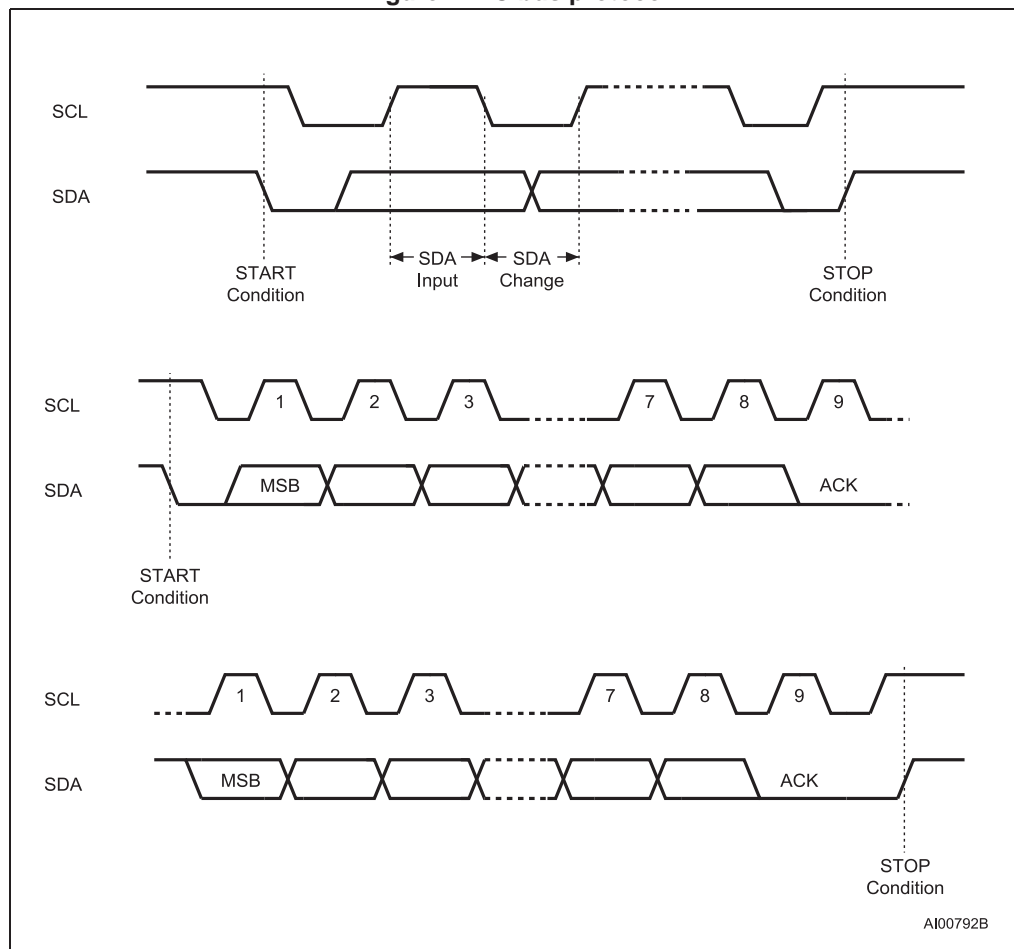 SCL
SDA
SDA
Input
SDA
Change
START
Condition
STOP
Condition
SCL
1 2 3 7 8 9
SDA
MSB ACK
START
Condition
SCL
1 2 3 7 8 9
SDA
MSB ACK
STOP
Condition
AI00792B